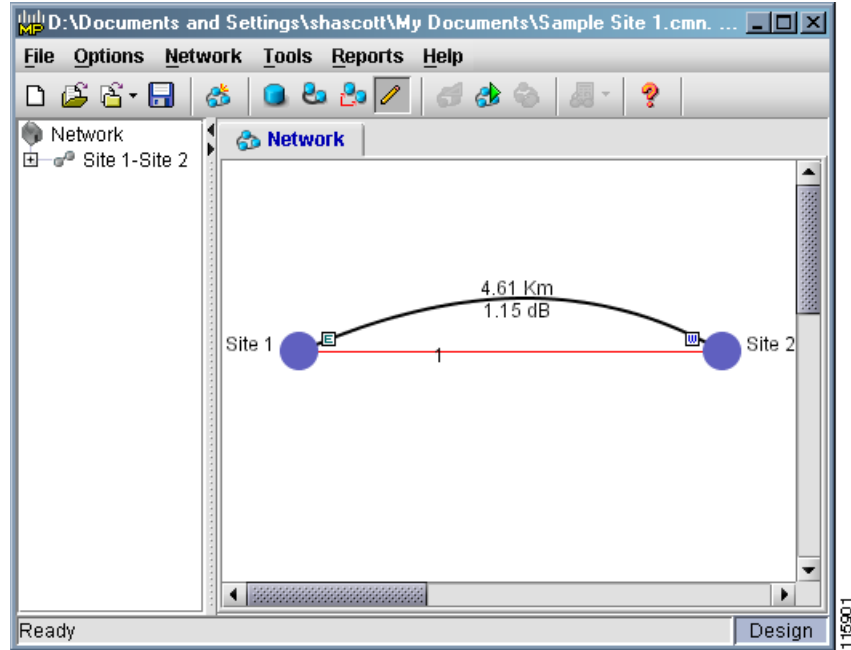 MP D:\Documents and Settings\shascott\My Documents\Sample Site 1.cmn. ...
File Options Network Tools Reports Help
Network
Site 1-Site 2
Network
4.61 Km
1.15 dB
Site 1
E
W
Site 2
1
Ready
Design
115901